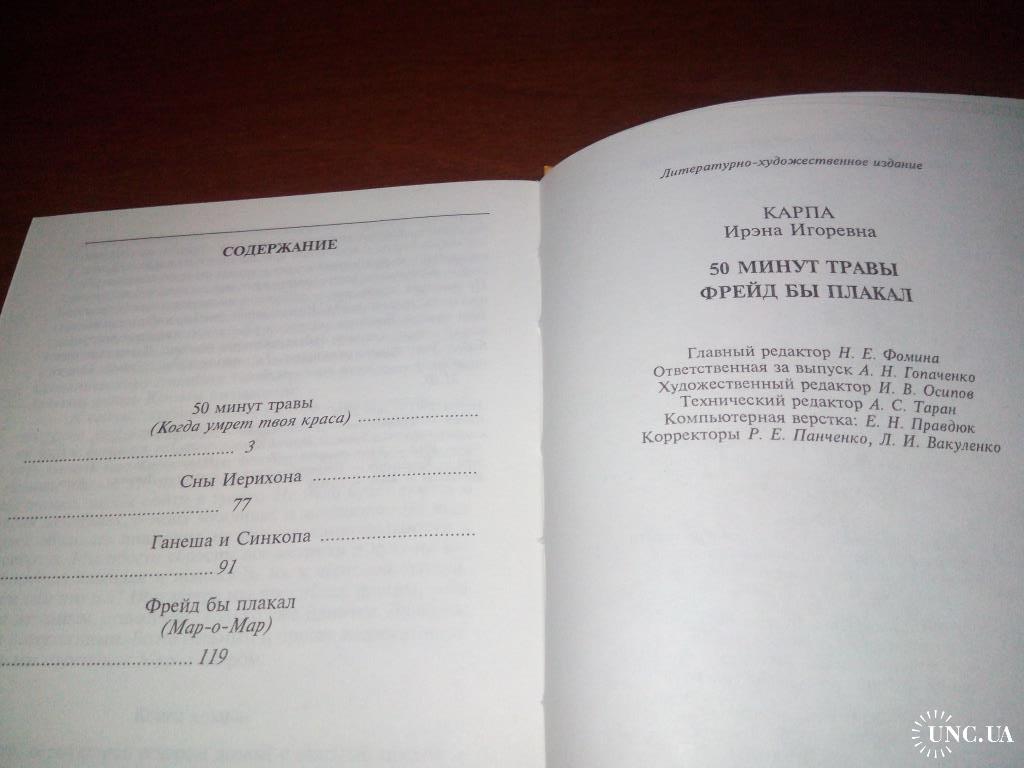 СОДЕРЖАНИЕ
50 минут травы
(Когда умрет твоя краса) ........................
.......................................... 3
Сны Иерихона ................................
.......................................... 77
Ганеша и Синкопа ..............................
.......................................... 91
Фрейд бы плакал
(Мар-о-Мар)
...................................... 119
Литературно-художественное издание
КАРПА
Ирэна Игоревна
50 МИНУТ ТРАВЫ
ФРЕЙД БЫ ПЛАКАЛ
Главный редактор Н. Е. Фомина
Ответственная за выпуск А. Н. Гопаченко
Художественный редактор И. В. Осипов
Технический редактор А. С. Таран
Компьютерная верстка: Е. Н. Правдюк
Корректоры Р. Е. Панченко, Л. И. Вакуленко
UNC.UA